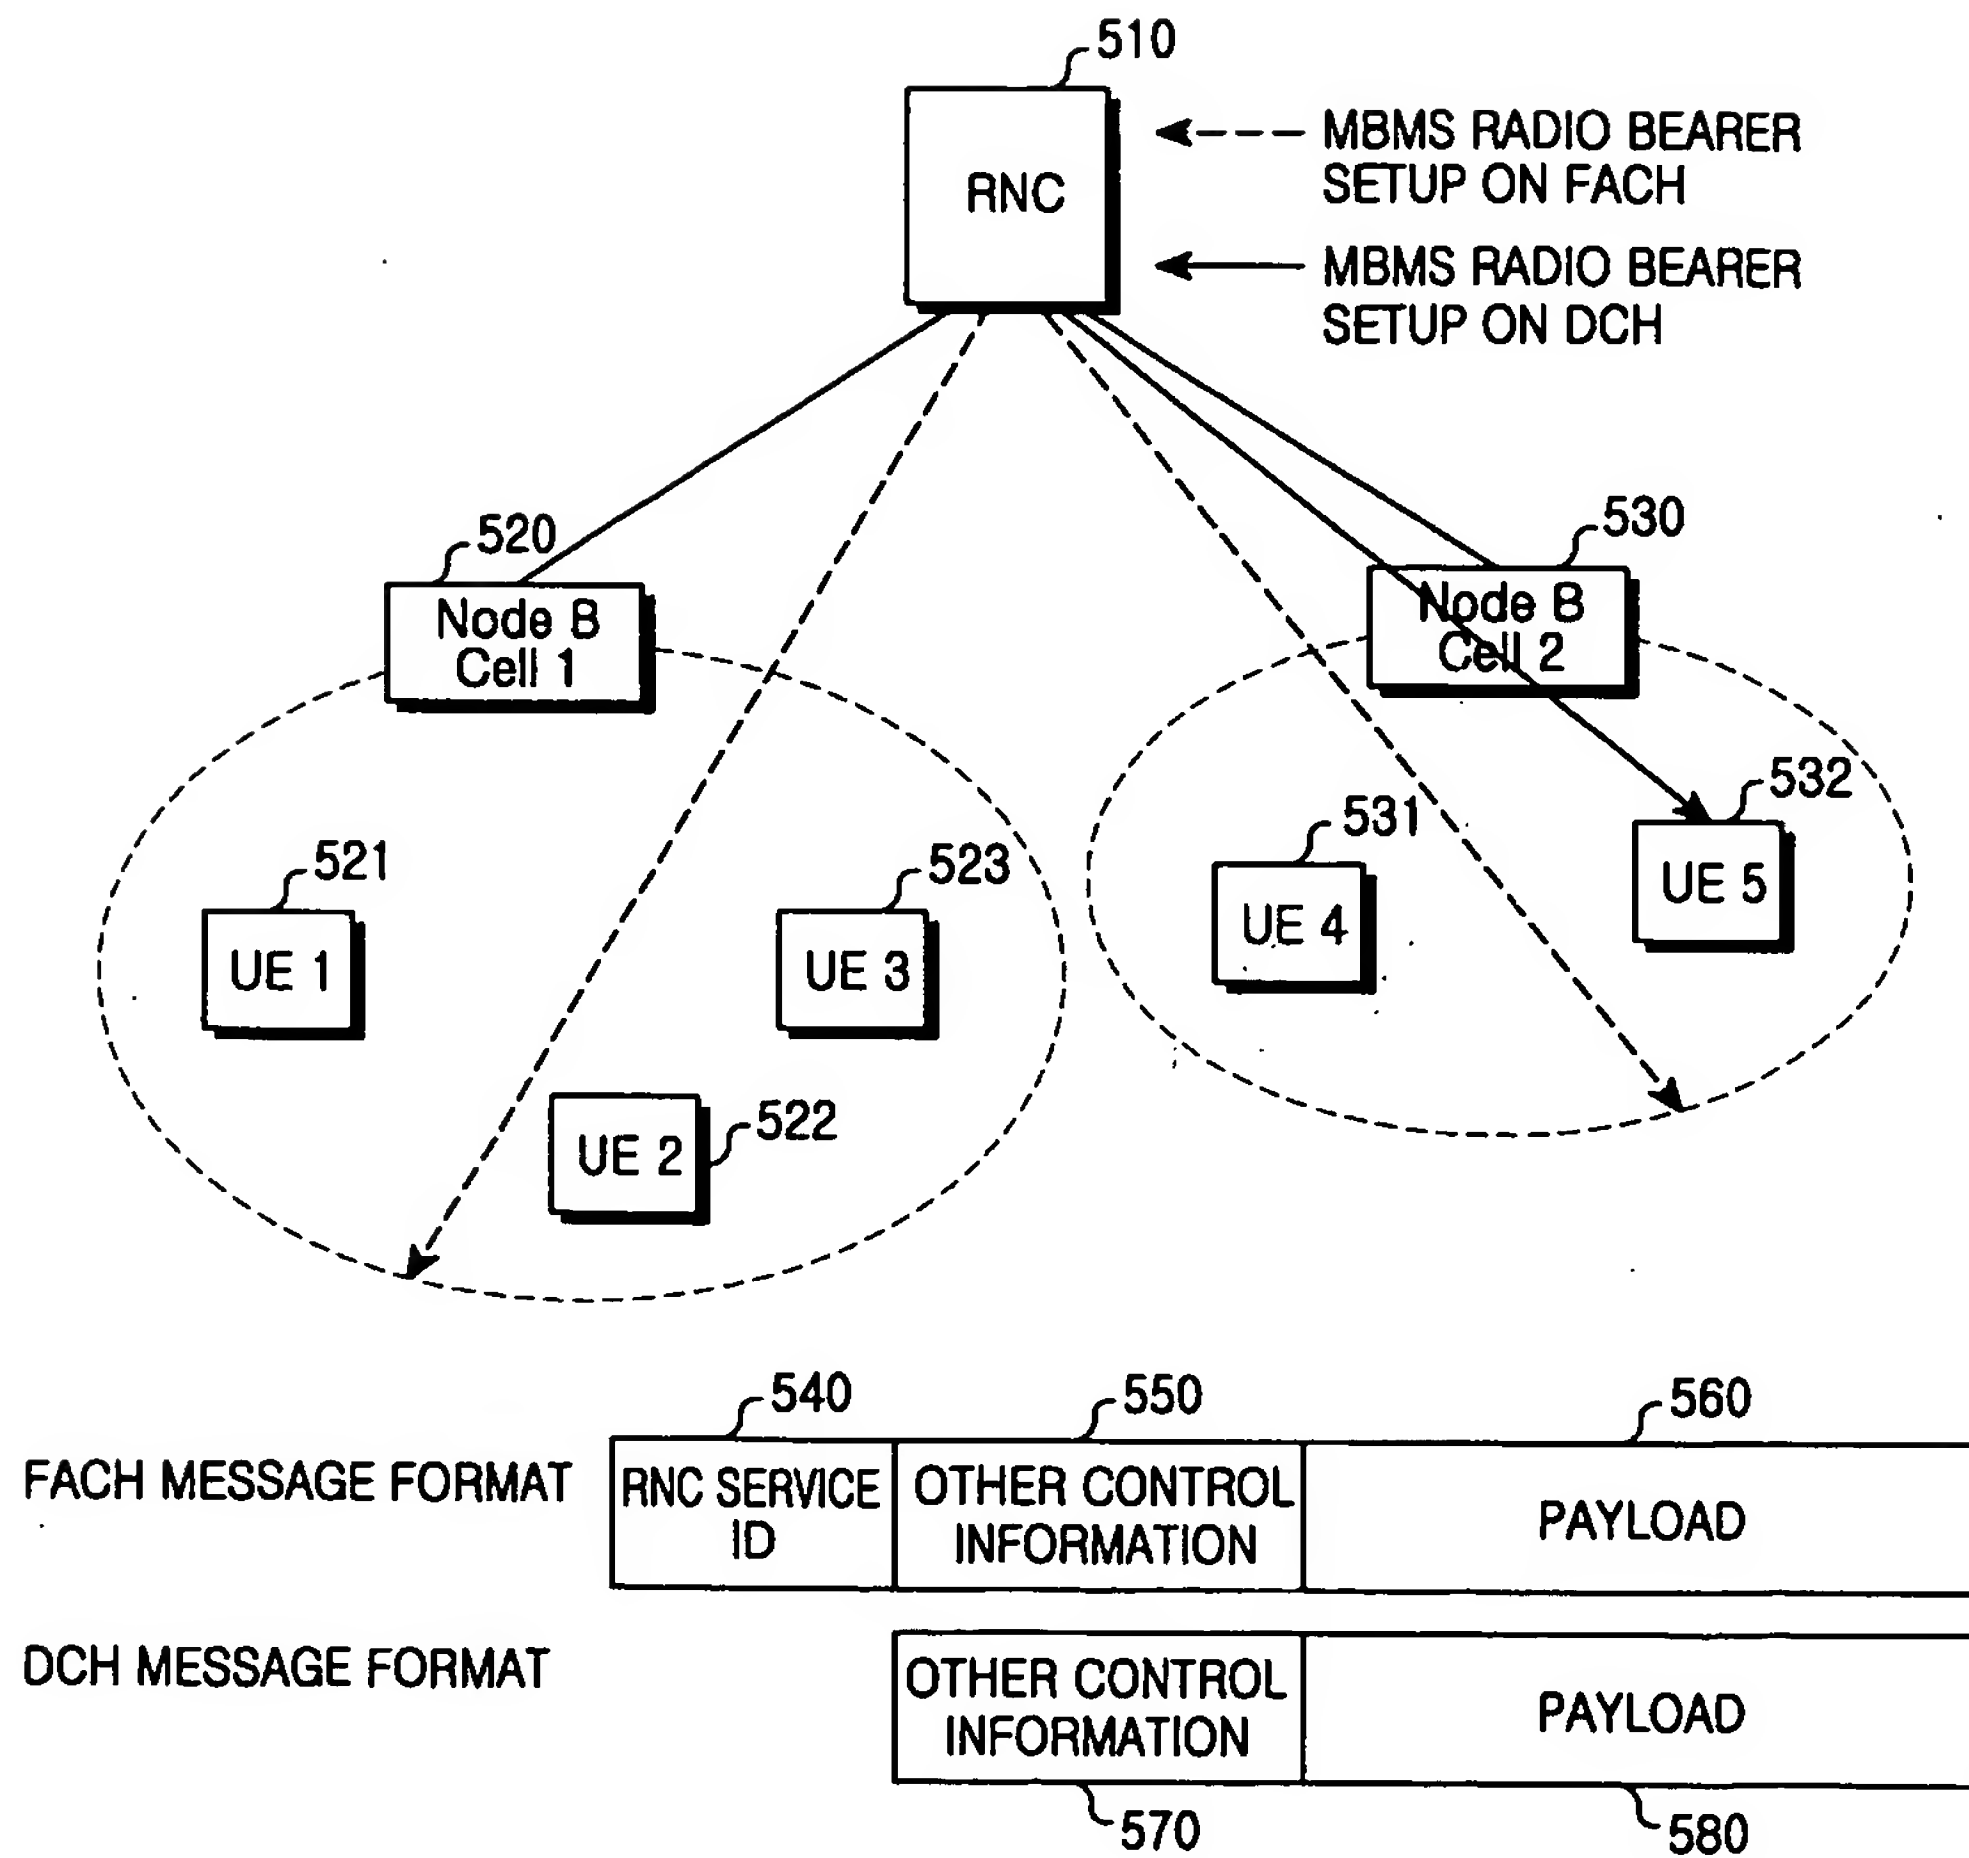 510
RNC
MBMS RADIO BEARER
SETUP ON FACH
MBMS RADIO BEARER
SETUP ON DCH
520
Node B
Cell 1
530
Node B
Cell 2
521
UE 1
523
UE 3
522
UE 2
531
UE 4
532
UE 5
FACH MESSAGE FORMAT
540
RNC SERVICE
ID
550
OTHER CONTROL
INFORMATION
560
PAYLOAD
DCH MESSAGE FORMAT
OTHER CONTROL
INFORMATION
570
PAYLOAD
580